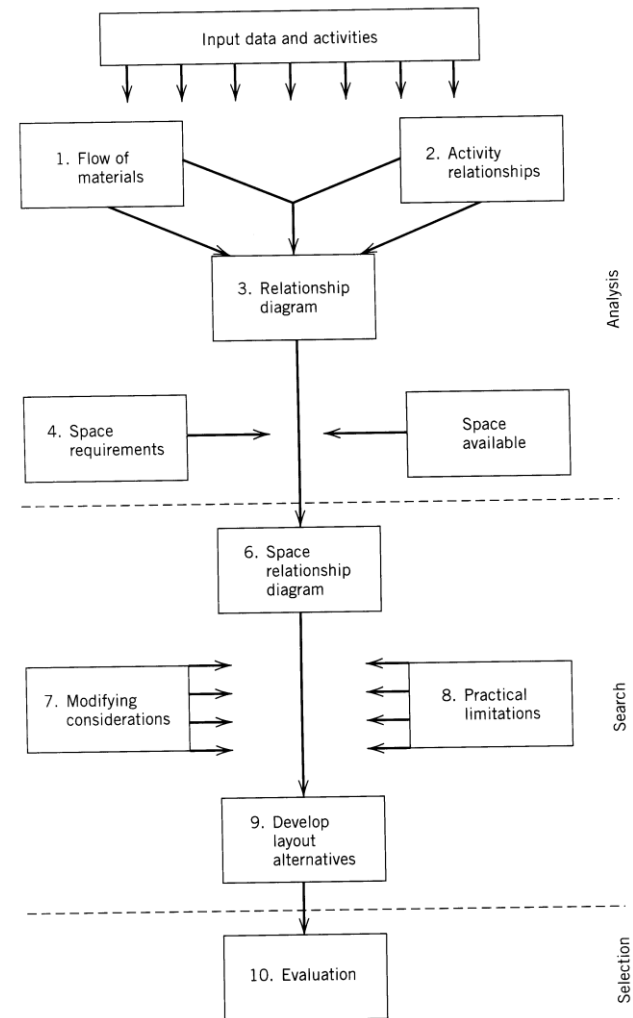 Input data and activities
1. Flow of
materials
2. Activity
relationships
3. Relationship
diagram
Analysis
4. Space
requirements
Space
available
6. Space
relationship
diagram
7. Modifying
considerations
8. Practical
limitations
Search
9. Develop
layout
alternatives
10. Evaluation
Selection